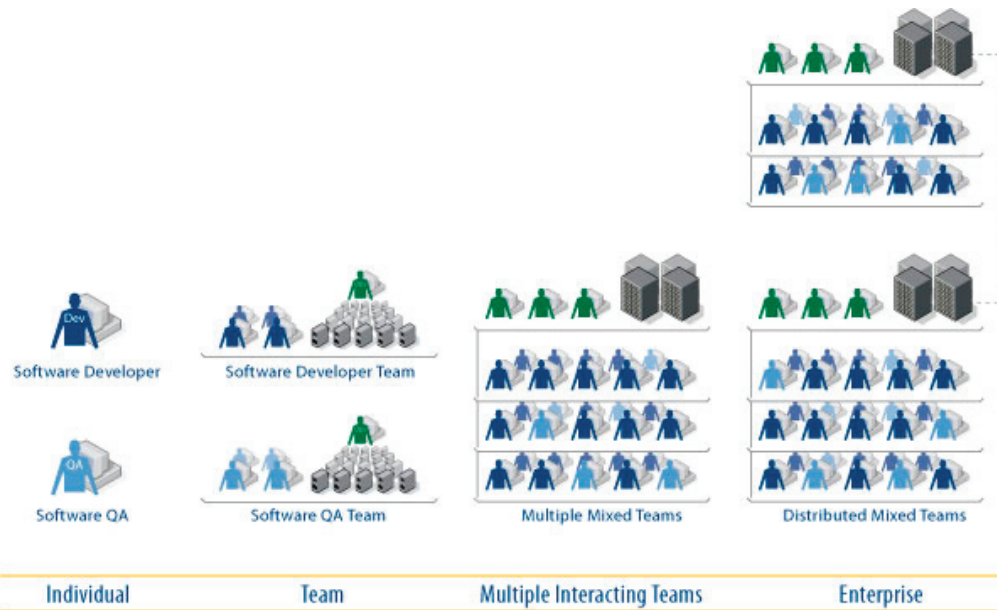 Dev
Software Developer
Software Developer Team
QA
Software QA
Software QA Team
Multiple Mixed Teams
Distributed Mixed Teams
Individual
Team
Multiple Interacting Teams
Enterprise